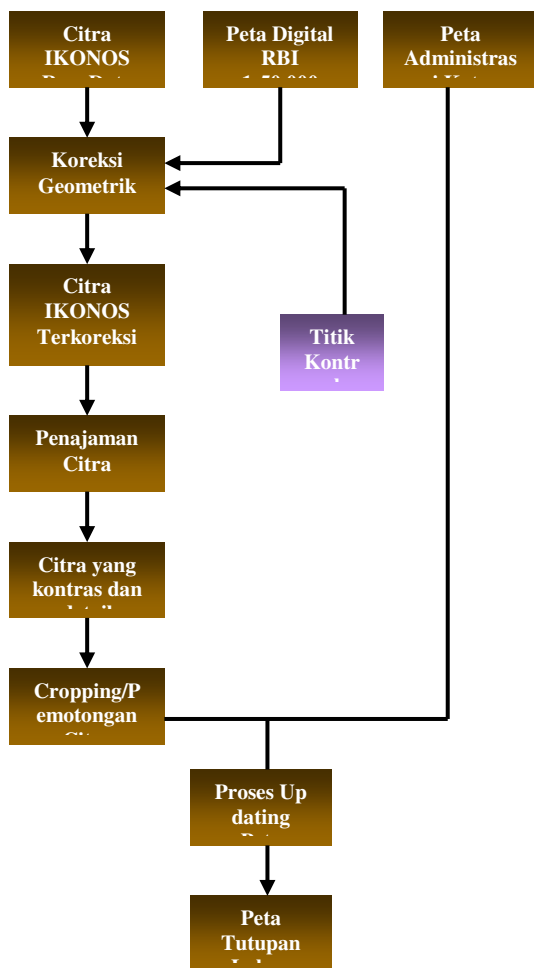 Citra
IKONOS
Peta Digital
RBI
Peta
Administras
Koreksi
Geometrik
Citra
IKONOS
Terkoreksi
Titik
Kontr
Penajaman
Citra
Citra yang
kontras dan
Cropping/P
emotongan
Proses Up
dating
Peta
Tutupan